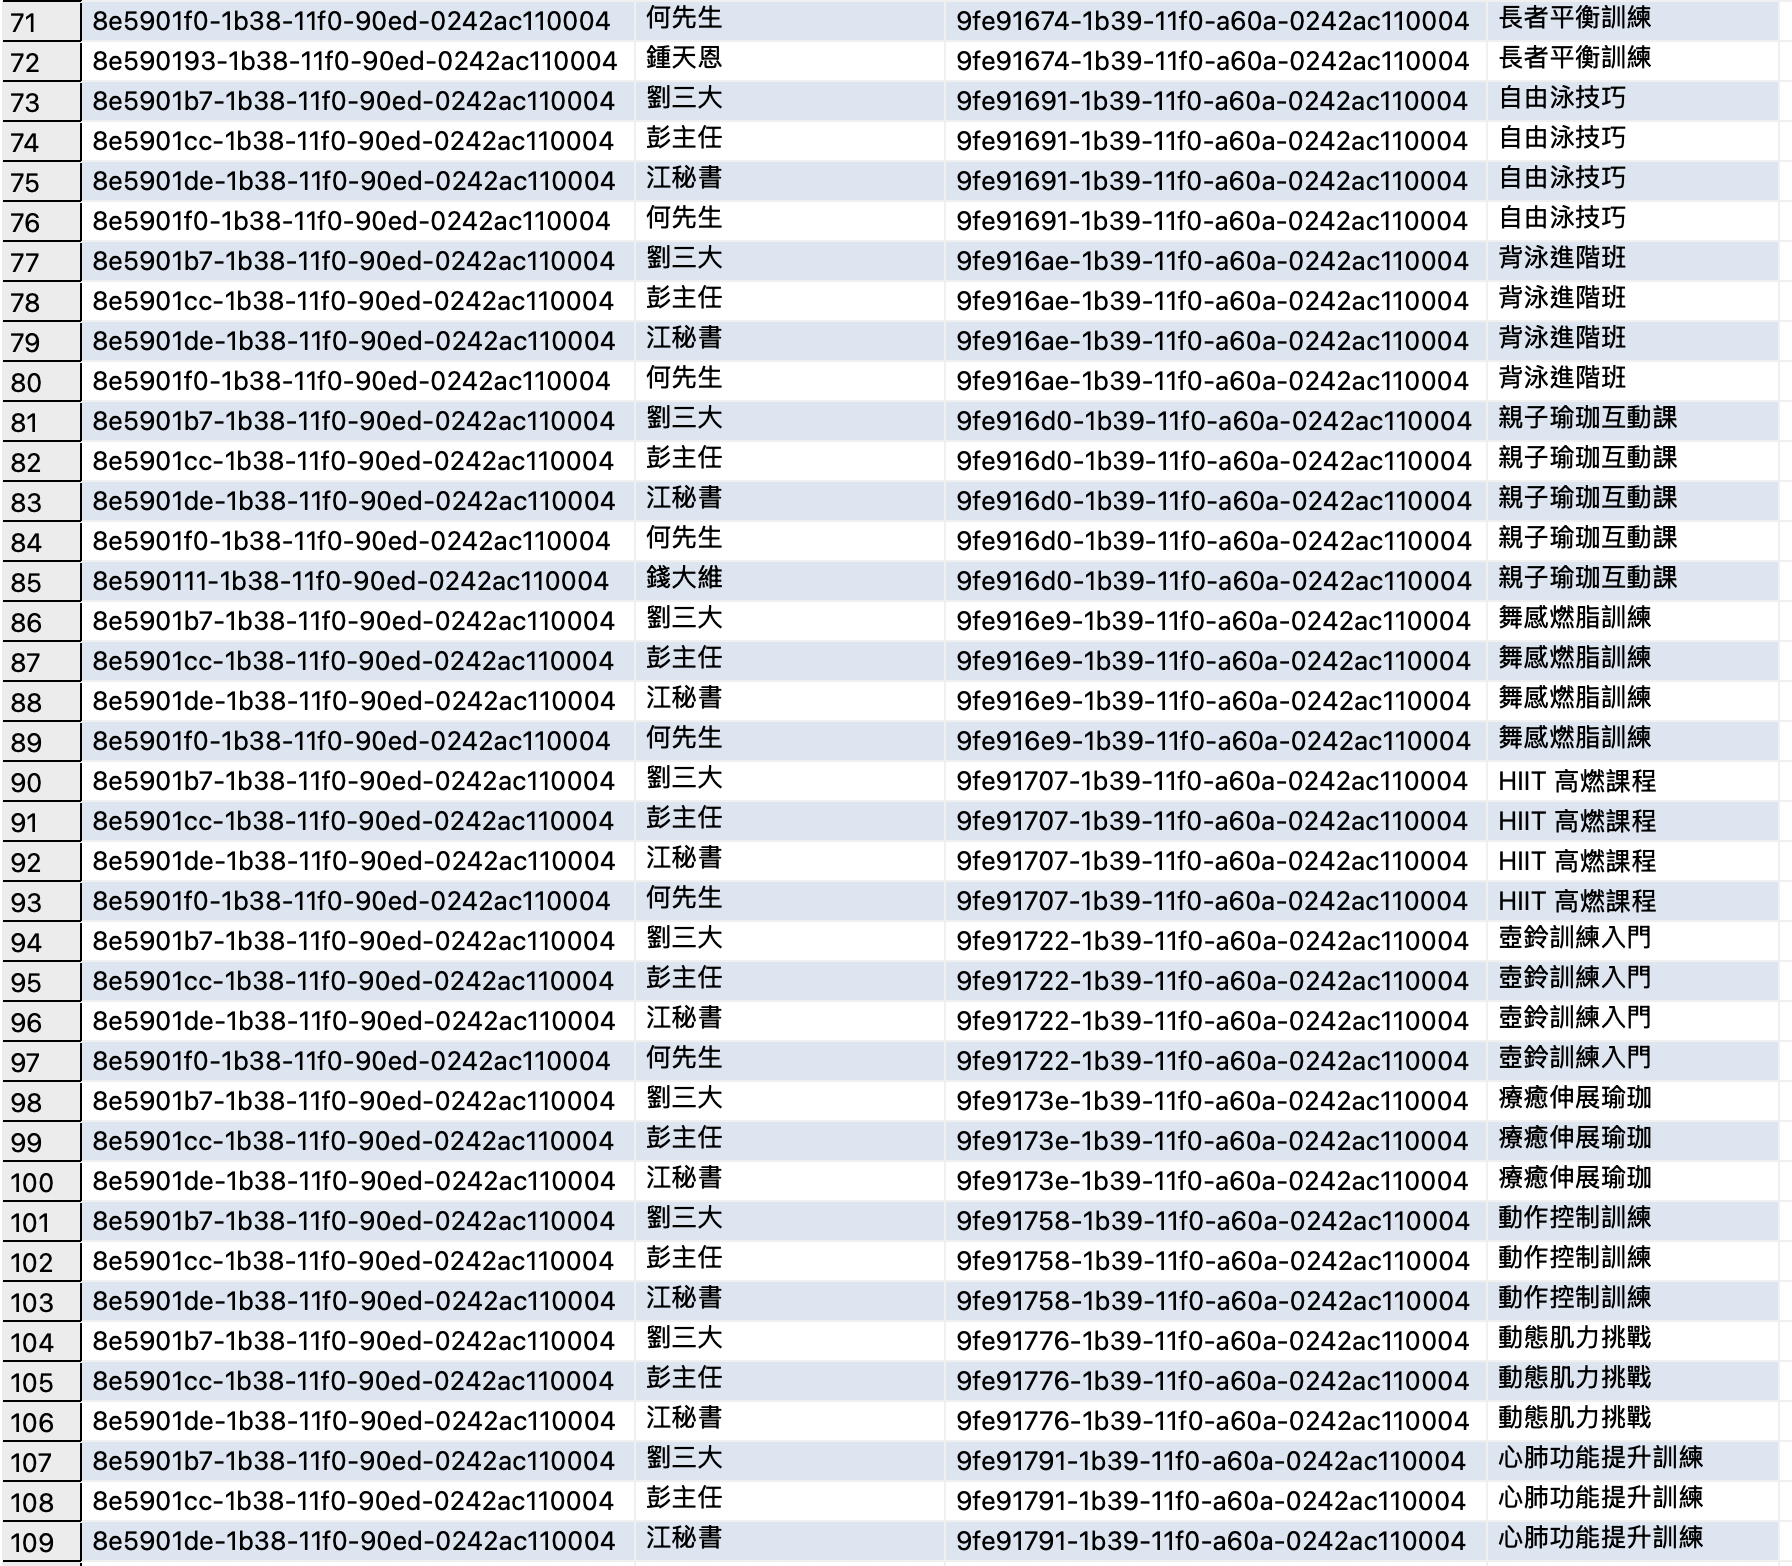 71 8e5901f0-1b38-11f0-90ed-0242ac110004 何先生 9fe91674-1b39-11f0-a60a-0242ac110004 長者平衡訓練
72 8e590193-1b38-11f0-90ed-0242ac110004 鍾天恩 9fe91674-1b39-11f0-a60a-0242ac110004 長者平衡訓練
73 8e5901b7-1b38-11f0-90ed-0242ac110004 劉三大 9fe91691-1b39-11f0-a60a-0242ac110004 自由泳技巧
74 8e5901cc-1b38-11f0-90ed-0242ac110004 彭主任 9fe91691-1b39-11f0-a60a-0242ac110004 自由泳技巧
75 8e5901de-1b38-11f0-90ed-0242ac110004 江秘書 9fe91691-1b39-11f0-a60a-0242ac110004 自由泳技巧
76 8e5901f0-1b38-11f0-90ed-0242ac110004 何先生 9fe91691-1b39-11f0-a60a-0242ac110004 自由泳技巧
77 8e5901b7-1b38-11f0-90ed-0242ac110004 劉三大 9fe916ae-1b39-11f0-a60a-0242ac110004 背泳進階班
78 8e5901cc-1b38-11f0-90ed-0242ac110004 彭主任 9fe916ae-1b39-11f0-a60a-0242ac110004 背泳進階班
79 8e5901de-1b38-11f0-90ed-0242ac110004 江秘書 9fe916ae-1b39-11f0-a60a-0242ac110004 背泳進階班
80 8e5901f0-1b38-11f0-90ed-0242ac110004 何先生 9fe916ae-1b39-11f0-a60a-0242ac110004 背泳進階班
81 8e5901b7-1b38-11f0-90ed-0242ac110004 劉三大 9fe916d0-1b39-11f0-a60a-0242ac110004 親子瑜珈互動課
82 8e5901cc-1b38-11f0-90ed-0242ac110004 彭主任 9fe916d0-1b39-11f0-a60a-0242ac110004 親子瑜珈互動課
83 8e5901de-1b38-11f0-90ed-0242ac110004 江秘書 9fe916d0-1b39-11f0-a60a-0242ac110004 親子瑜珈互動課
84 8e5901f0-1b38-11f0-90ed-0242ac110004 何先生 9fe916d0-1b39-11f0-a60a-0242ac110004 親子瑜珈互動課
85 8e590111-1b38-11f0-90ed-0242ac110004 錢大維 9fe916d0-1b39-11f0-a60a-0242ac110004 親子瑜珈互動課
86 8e5901b7-1b38-11f0-90ed-0242ac110004 劉三大 9fe916e9-1b39-11f0-a60a-0242ac110004 舞感燃脂訓練
87 8e5901cc-1b38-11f0-90ed-0242ac110004 彭主任 9fe916e9-1b39-11f0-a60a-0242ac110004 舞感燃脂訓練
88 8e5901de-1b38-11f0-90ed-0242ac110004 江秘書 9fe916e9-1b39-11f0-a60a-0242ac110004 舞感燃脂訓練
89 8e5901f0-1b38-11f0-90ed-0242ac110004 何先生 9fe916e9-1b39-11f0-a60a-0242ac110004 舞感燃脂訓練
90 8e5901b7-1b38-11f0-90ed-0242ac110004 劉三大 9fe91707-1b39-11f0-a60a-0242ac110004 HIIT 高燃課程
91 8e5901cc-1b38-11f0-90ed-0242ac110004 彭主任 9fe91707-1b39-11f0-a60a-0242ac110004 HIIT 高燃課程
92 8e5901de-1b38-11f0-90ed-0242ac110004 江秘書 9fe91707-1b39-11f0-a60a-0242ac110004 HIIT 高燃課程
93 8e5901f0-1b38-11f0-90ed-0242ac110004 何先生 9fe91707-1b39-11f0-a60a-0242ac110004 HIIT 高燃課程
94 8e5901b7-1b38-11f0-90ed-0242ac110004 劉三大 9fe91722-1b39-11f0-a60a-0242ac110004 壺鈴訓練入門
95 8e5901cc-1b38-11f0-90ed-0242ac110004 彭主任 9fe91722-1b39-11f0-a60a-0242ac110004 壺鈴訓練入門
96 8e5901de-1b38-11f0-90ed-0242ac110004 江秘書 9fe91722-1b39-11f0-a60a-0242ac110004 壺鈴訓練入門
97 8e5901f0-1b38-11f0-90ed-0242ac110004 何先生 9fe91722-1b39-11f0-a60a-0242ac110004 壺鈴訓練入門
98 8e5901b7-1b38-11f0-90ed-0242ac110004 劉三大 9fe9173e-1b39-11f0-a60a-0242ac110004 療癒伸展瑜珈
99 8e5901cc-1b38-11f0-90ed-0242ac110004 彭主任 9fe9173e-1b39-11f0-a60a-0242ac110004 療癒伸展瑜珈
100 8e5901de-1b38-11f0-90ed-0242ac110004 江秘書 9fe9173e-1b39-11f0-a60a-0242ac110004 療癒伸展瑜珈
101 8e5901b7-1b38-11f0-90ed-0242ac110004 劉三大 9fe91758-1b39-11f0-a60a-0242ac110004 動作控制訓練
102 8e5901cc-1b38-11f0-90ed-0242ac110004 彭主任 9fe91758-1b39-11f0-a60a-0242ac110004 動作控制訓練
103 8e5901de-1b38-11f0-90ed-0242ac110004 江秘書 9fe91758-1b39-11f0-a60a-0242ac110004 動作控制訓練
104 8e5901b7-1b38-11f0-90ed-0242ac110004 劉三大 9fe91776-1b39-11f0-a60a-0242ac110004 動態肌力挑戰
105 8e5901cc-1b38-11f0-90ed-0242ac110004 彭主任 9fe91776-1b39-11f0-a60a-0242ac110004 動態肌力挑戰
106 8e5901de-1b38-11f0-90ed-0242ac110004 江秘書 9fe91776-1b39-11f0-a60a-0242ac110004 動態肌力挑戰
107 8e5901b7-1b38-11f0-90ed-0242ac110004 劉三大 9fe91791-1b39-11f0-a60a-0242ac110004 心肺功能提升訓練
108 8e5901cc-1b38-11f0-90ed-0242ac110004 彭主任 9fe91791-1b39-11f0-a60a-0242ac110004 心肺功能提升訓練
109 8e5901de-1b38-11f0-90ed-0242ac110004 江秘書 9fe91791-1b39-11f0-a60a-0242ac110004 心肺功能提升訓練